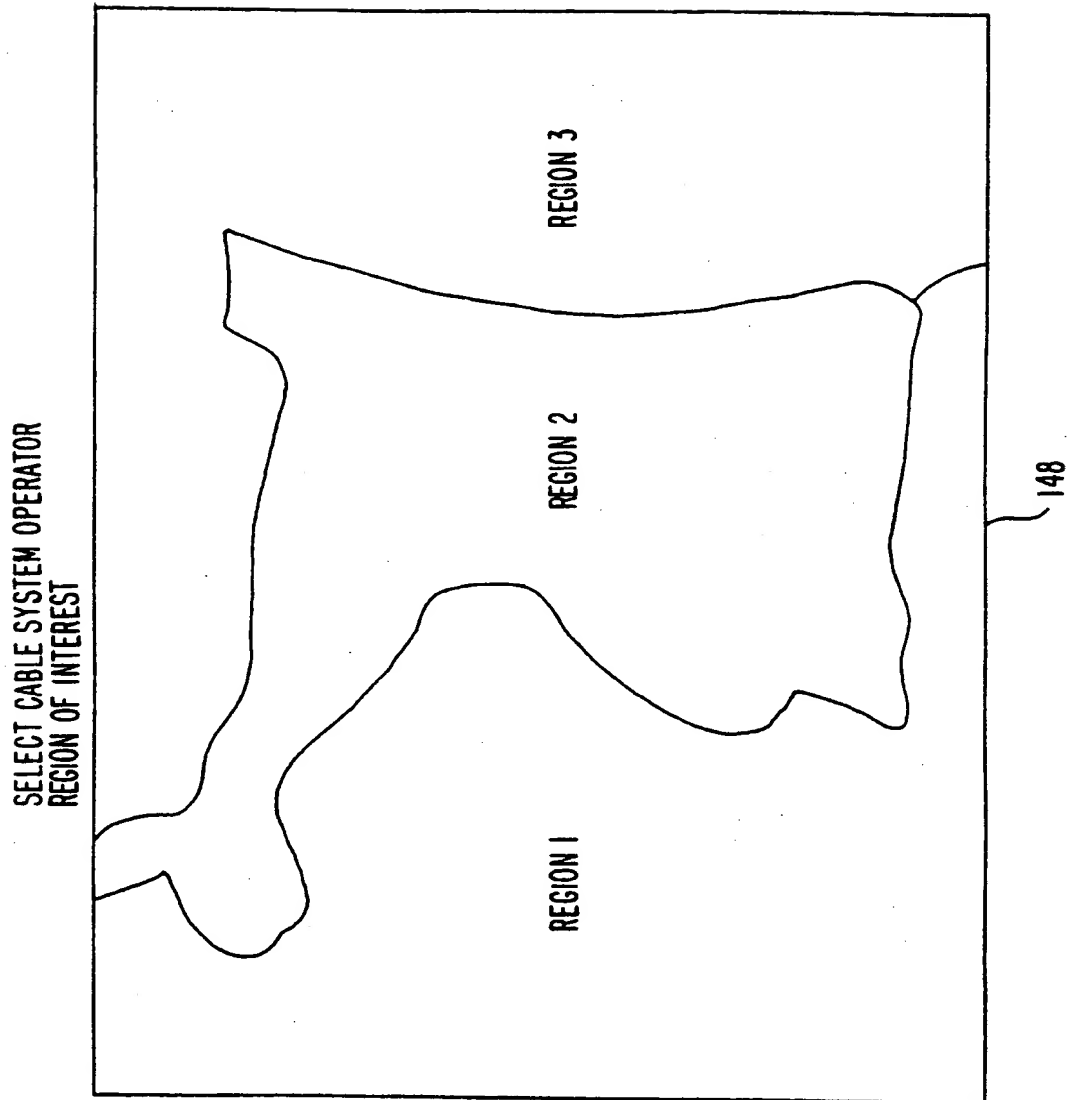 SELECT CABLE SYSTEM OPERATOR
REGION OF INTEREST
REGION 1
REGION 2
REGION 3
148